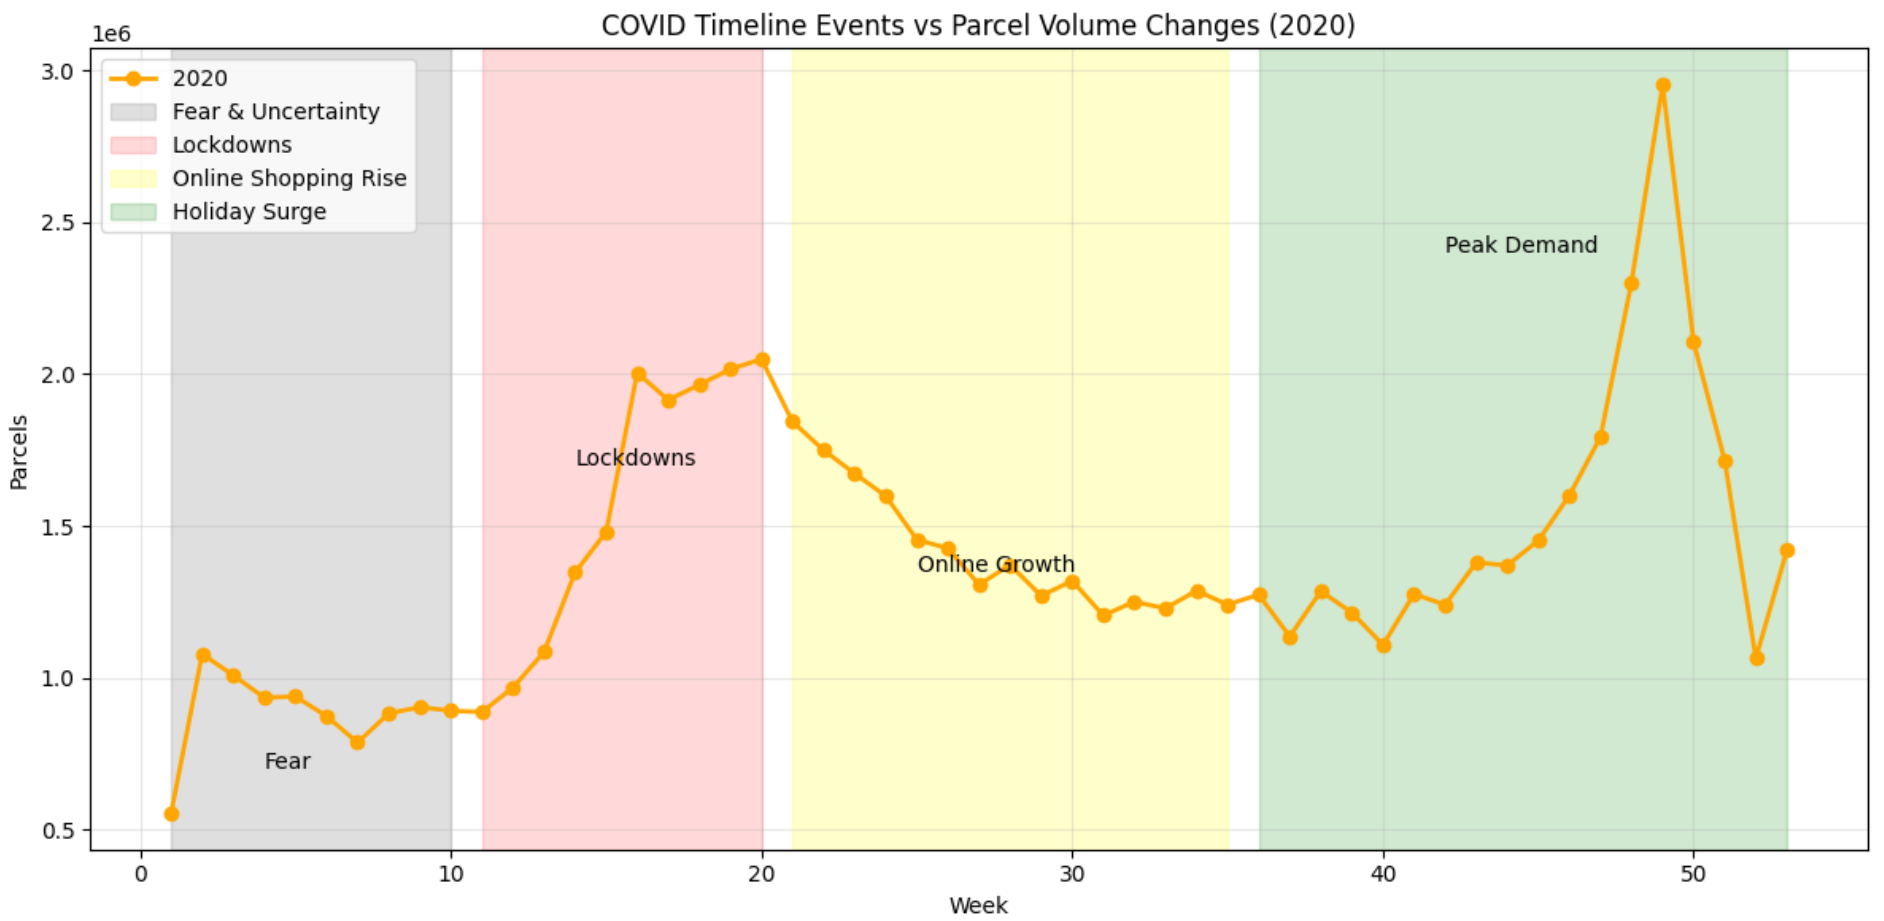 COVID Timeline Events vs Parcel Volume Changes (2020)
1e6
3.0
2.5
2.0
1.5
1.0
0.5
Parcels
2020
Fear & Uncertainty
Lockdowns
Online Shopping Rise
Holiday Surge
Peak Demand
Lockdowns
Online Growth
Fear
0 10 20 30 40 50
Week